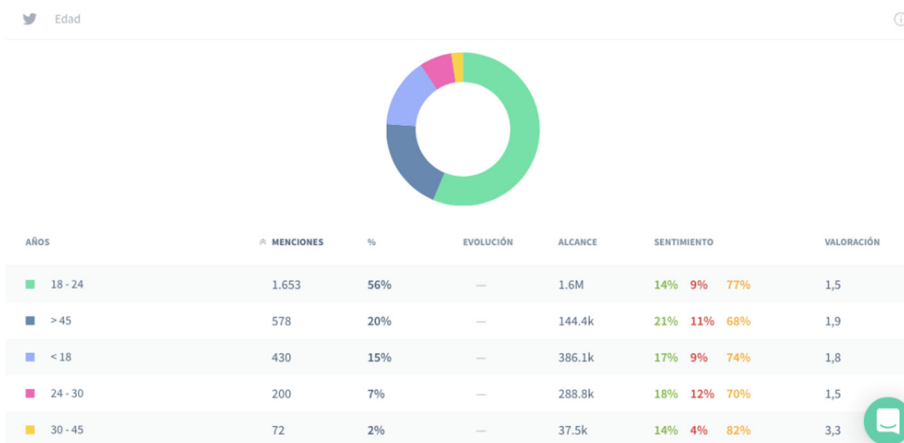 Edad
AÑOS MENCIONES % EVOLUCIÓN ALCANCE SENTIMIENTO VALORACIÓN
18 - 24 1.653 56% — 1.6M 14% 9% 77% 1,5
> 45 578 20% — 144.4k 21% 11% 68% 1,9
< 18 430 15% — 386.1k 17% 9% 74% 1,8
24 - 30 200 7% — 288.8k 18% 12% 70% 1,5
30 - 45 72 2% — 37.5k 14% 4% 82% 3,3